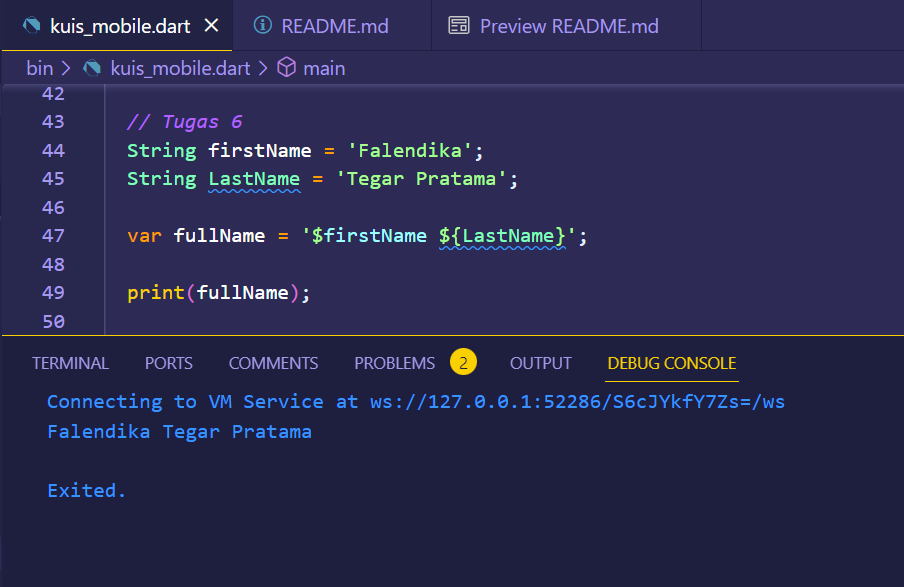 kuis_mobile.dart README.md Preview README.md
bin > kuis_mobile.dart > main
42
43 // Tugas 6
44 String firstName = 'Falendika';
45 String LastName = 'Tegar Pratama';
46
47 var fullName = '$firstName ${LastName}';
48
49 print(fullName);
50
TERMINAL PORTS COMMENTS PROBLEMS 2 OUTPUT DEBUG CONSOLE
Connecting to VM Service at ws://127.0.0.1:52286/S6cJYkfY7Zs=/ws
Falendika Tegar Pratama
Exited.